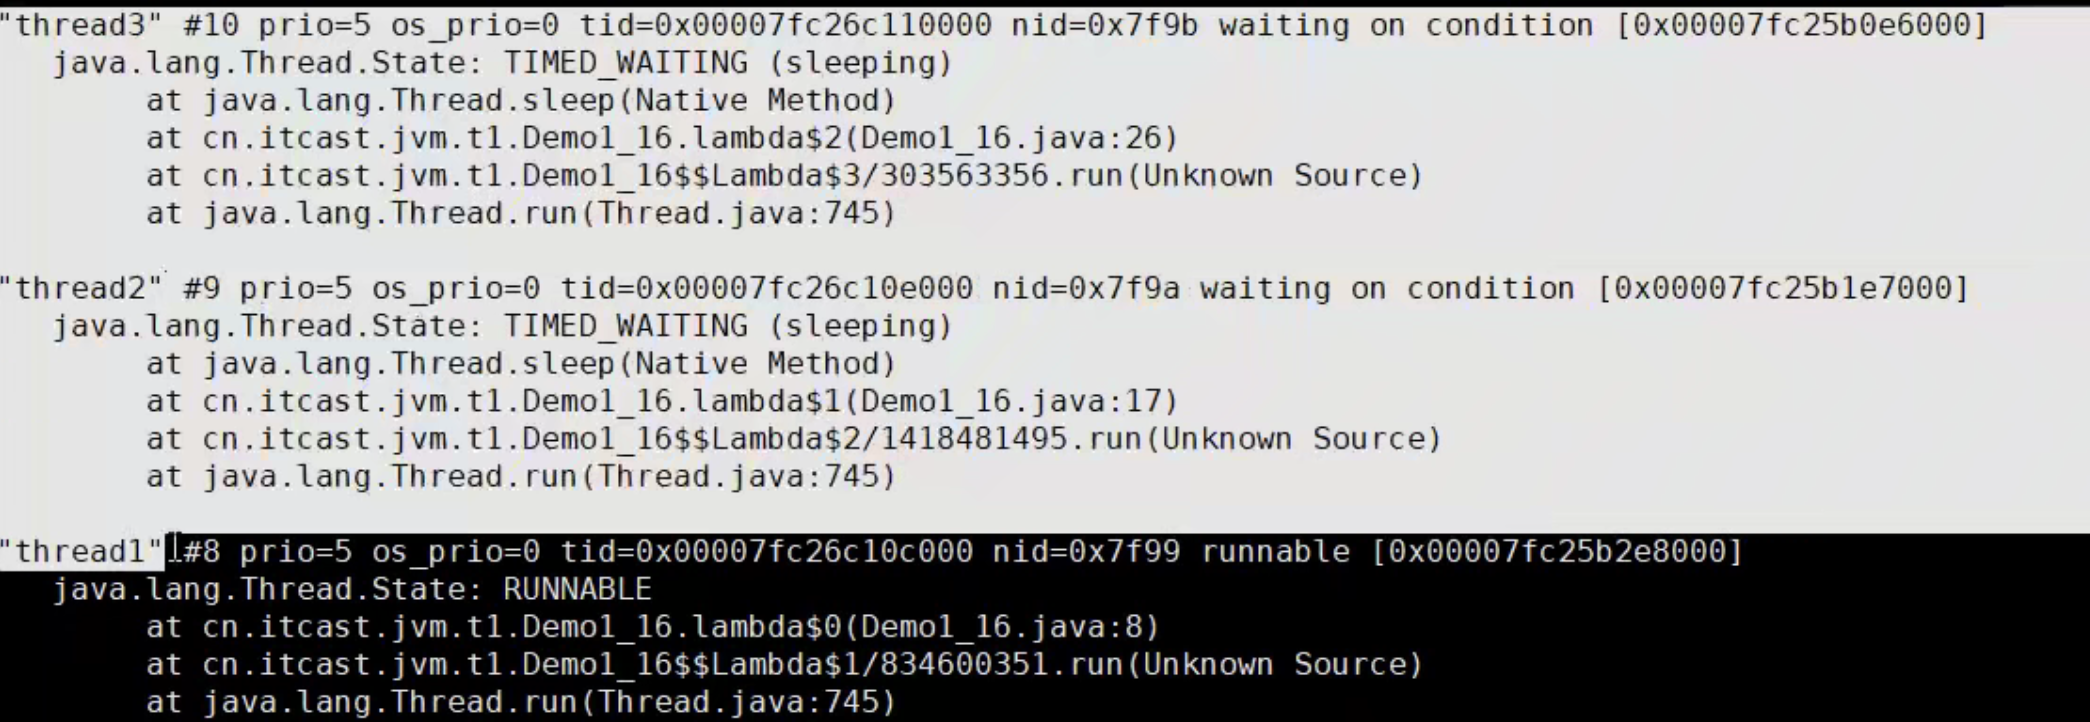 "thread3" #10 prio=5 os_prio=0 tid=0x00007fc26c110000 nid=0x7f9b waiting on condition [0x00007fc25b0e6000]
java.lang.Thread.State: TIMED_WAITING (sleeping)
at java.lang.Thread.sleep(Native Method)
at cn.itcast.jvm.t1.Demo1_16.lambda$2(Demo1_16.java:26)
at cn.itcast.jvm.t1.Demo1_16$$Lambda$3/303563356.run(Unknown Source)
at java.lang.Thread.run(Thread.java:745)
"thread2" #9 prio=5 os_prio=0 tid=0x00007fc26c10e000 nid=0x7f9a waiting on condition [0x00007fc25b1e7000]
java.lang.Thread.State: TIMED_WAITING (sleeping)
at java.lang.Thread.sleep(Native Method)
at cn.itcast.jvm.t1.Demo1_16.lambda$1(Demo1_16.java:17)
at cn.itcast.jvm.t1.Demo1_16$$Lambda$2/1418481495.run(Unknown Source)
at java.lang.Thread.run(Thread.java:745)
"thread1" #8 prio=5 os_prio=0 tid=0x00007fc26c10c000 nid=0x7f99 runnable [0x00007fc25b2e8000]
java.lang.Thread.State: RUNNABLE
at cn.itcast.jvm.t1.Demo1_16.lambda$0(Demo1_16.java:8)
at cn.itcast.jvm.t1.Demo1_16$$Lambda$1/834600351.run(Unknown Source)
at java.lang.Thread.run(Thread.java:745)